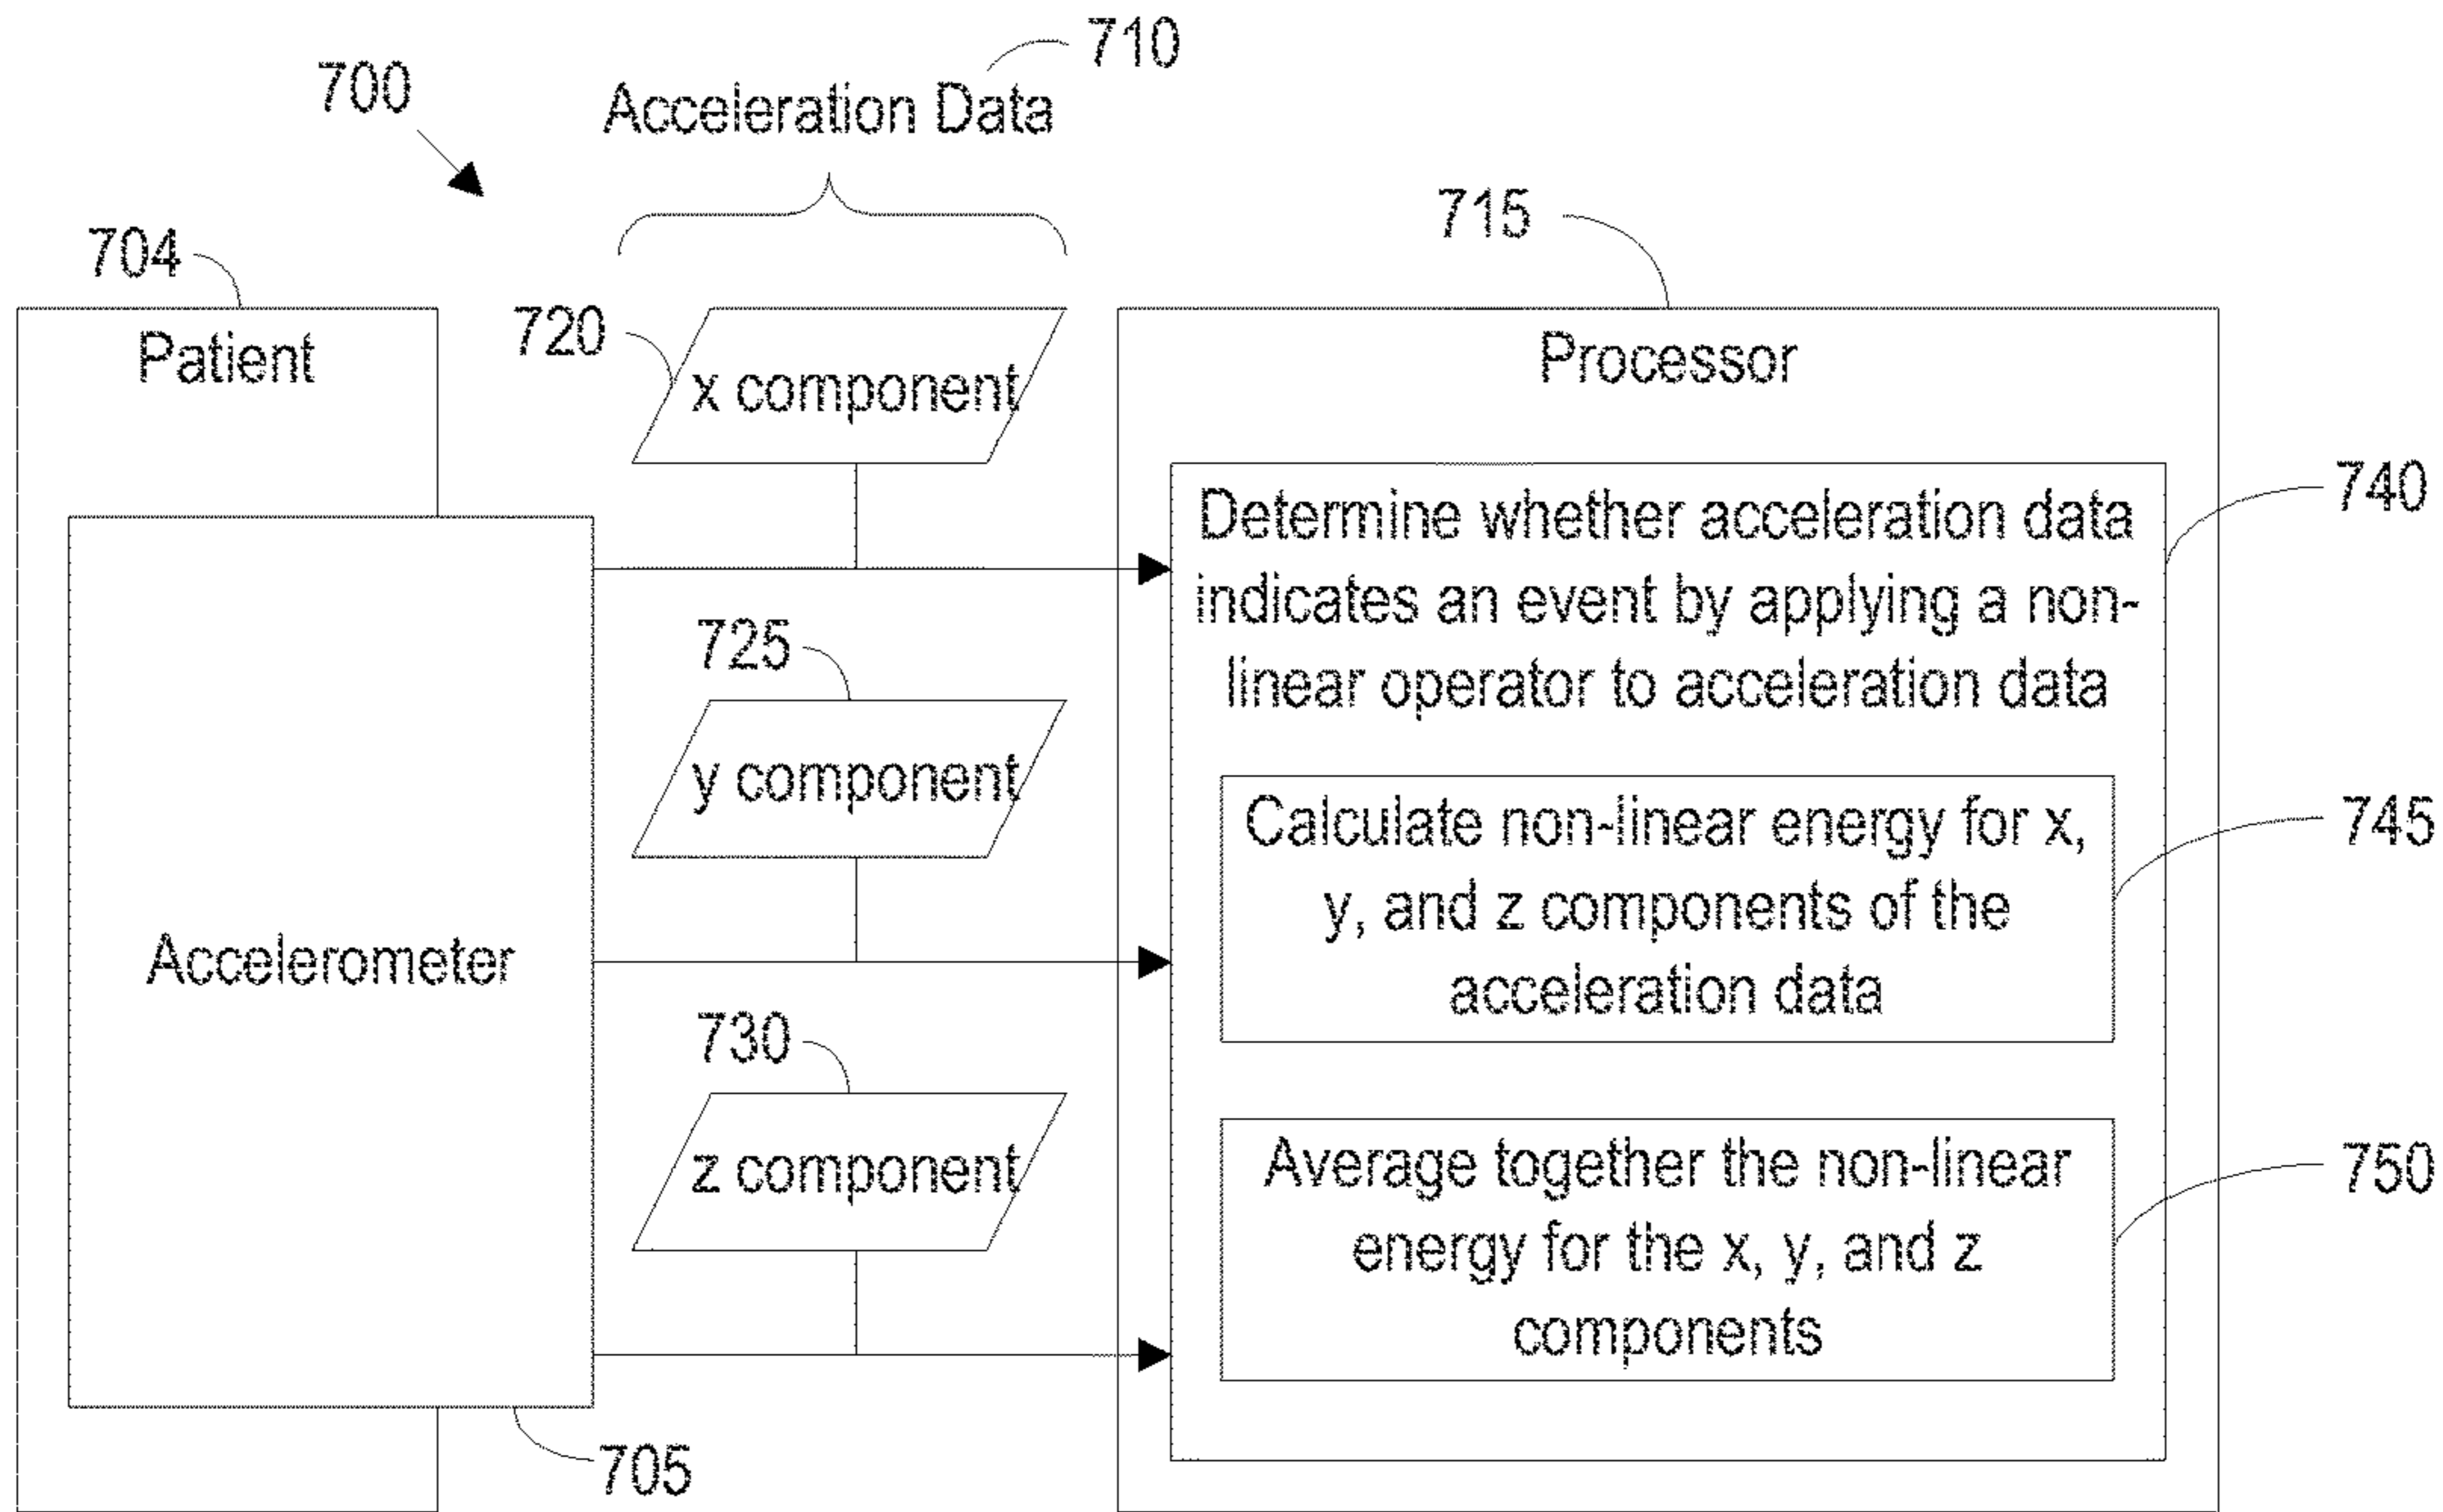 710
700
Acceleration Data
715
704
720
Patient
x component
Processor
740
Determine whether acceleration data
indicates an event by applying a non-
linear operator to acceleration data
725
y component
745
Calculate non-linear energy for x,
y, and z components of the
acceleration data
Accelerometer
730
z component
750
Average together the non-linear
energy for the x, y, and z
components
705